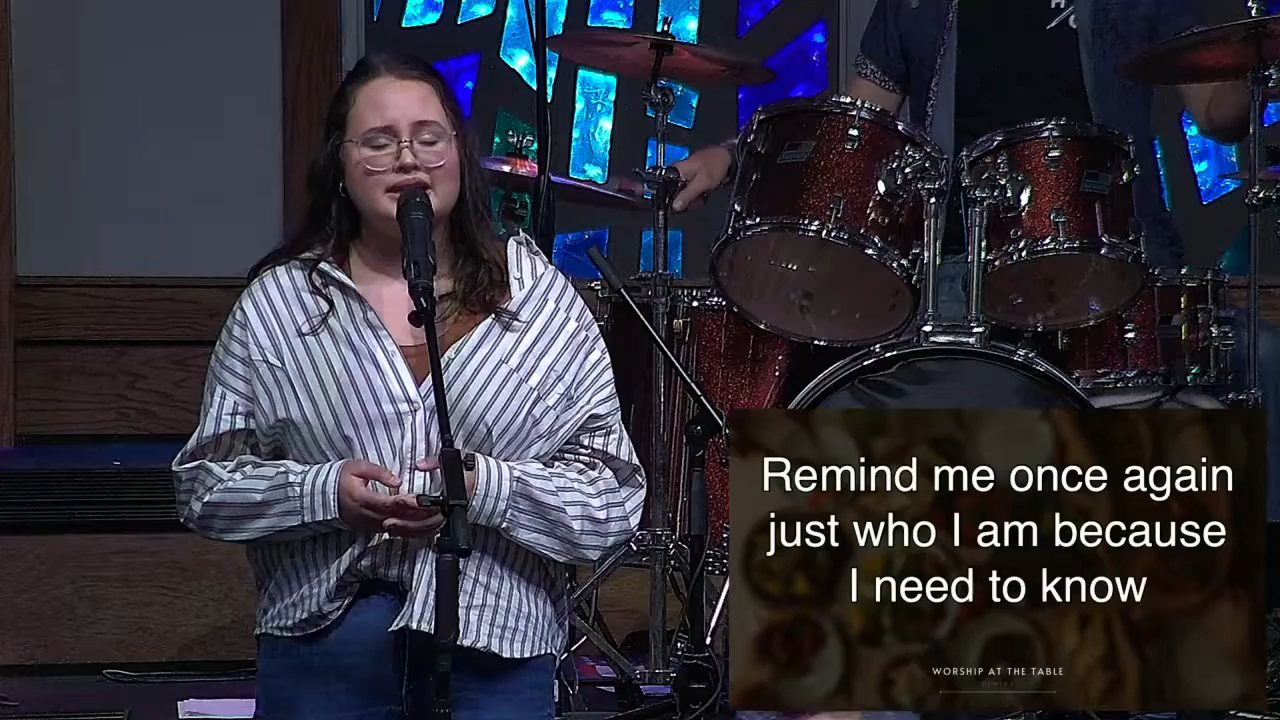 Remind me once again
just who I am because
I need to know
WORSHIP AT THE TABLE